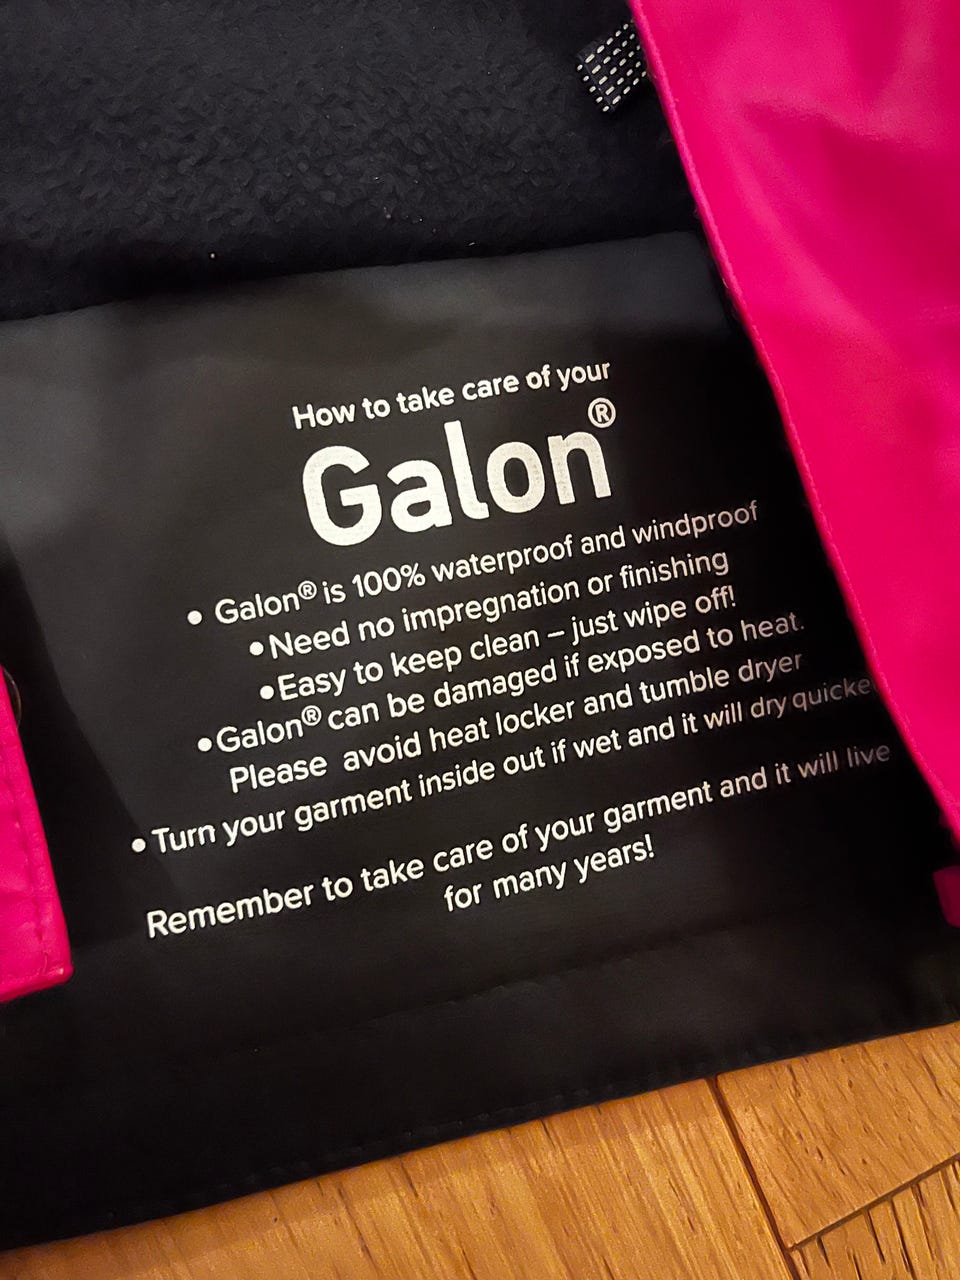 How to take care of your
Galon®
• Galon® is 100% waterproof and windproof
• Need no impregnation or finishing
• Easy to keep clean – just wipe off!
• Galon® can be damaged if exposed to heat.
Please avoid heat locker and tumble dryer
• Turn your garment inside out if wet and it will dry quicke
Remember to take care of your garment and it will live
for many years!